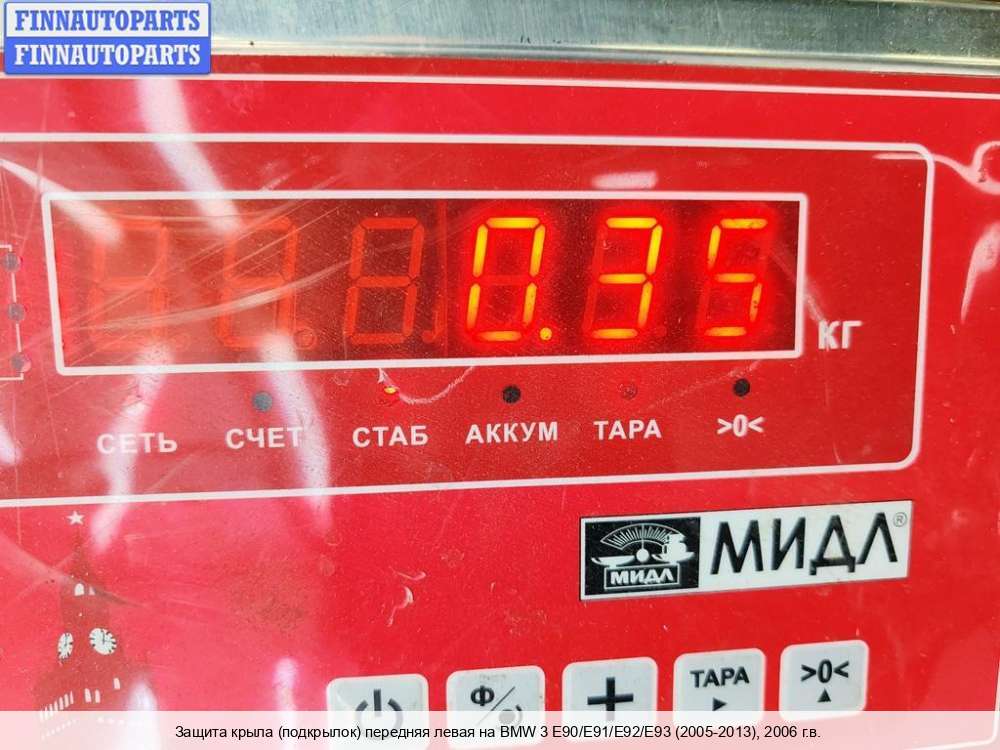 FINNAUTOPARTS
FINNAUTOPARTS
0.35
КГ
СЕТЬ СЧЕТ СТАБ АККУМ ТАРА >0<
МИДЛ МИДЛ®
Ф/ + ТАРА >0<
Защита крыла (подкрылок) передняя левая на BMW 3 E90/E91/E92/E93 (2005-2013), 2006 г.в.